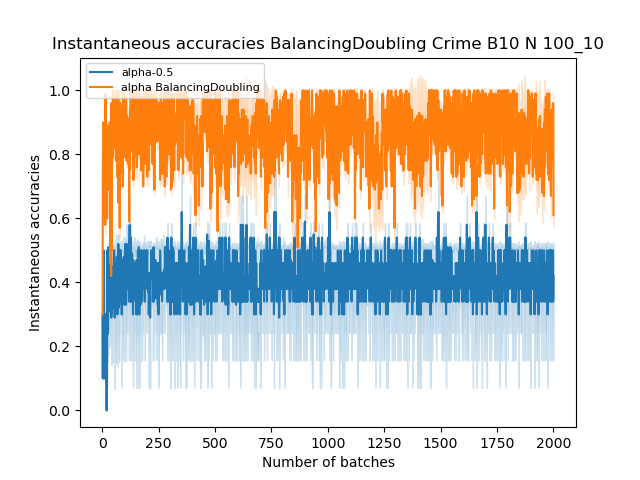 Instantaneous accuracies BalancingDoubling Crime B10 N 100_10
alpha-0.5
alpha BalancingDoubling
1.0
0.8
0.6
0.4
0.2
0.0
Instantaneous accuracies
0 250 500 750 1000 1250 1500 1750 2000
Number of batches